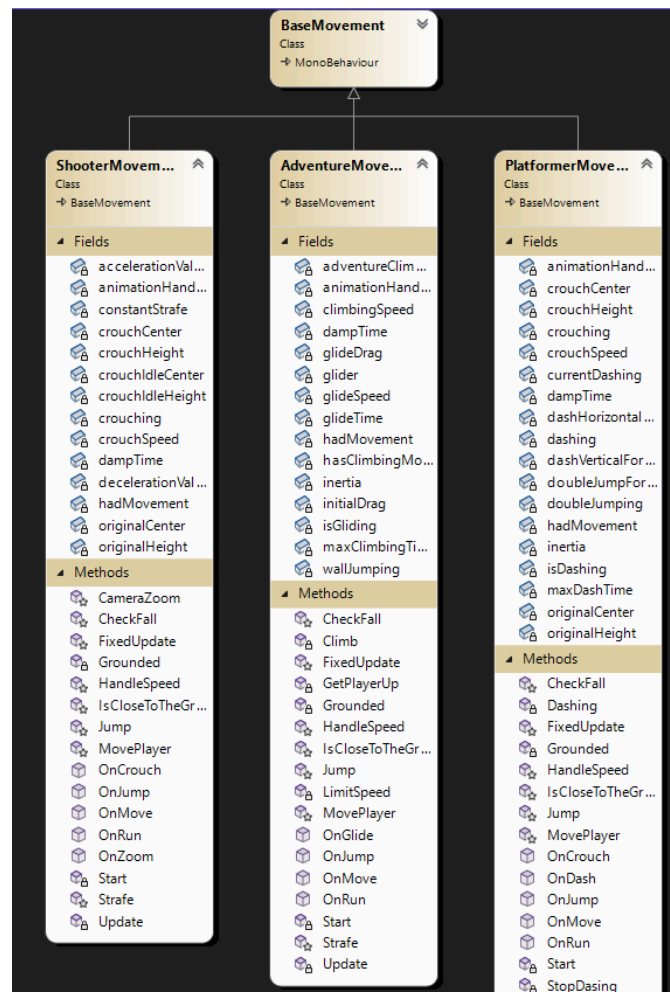 BaseMovement
Class
MonoBehaviour
ShooterMovem...
Class
BaseMovement
Fields
accelerationVal...
animationHand...
constantStrafe
crouchCenter
crouchHeight
crouchIdleCenter
crouchIdleHeight
crouching
crouchSpeed
dampTime
decelerationVal...
hadMovement
originalCenter
originalHeight
Methods
CameraZoom
CheckFall
FixedUpdate
Grounded
HandleSpeed
IsCloseToTheGr...
Jump
MovePlayer
OnCrouch
OnJump
OnMove
OnRun
OnZoom
Start
Strafe
Update
AdventureMove...
Class
BaseMovement
Fields
adventureClim...
animationHand...
climbingSpeed
dampTime
glideDrag
glider
glideSpeed
glideTime
hadMovement
hasClimbingMo...
inertia
initialDrag
isGliding
maxClimbingTi...
wallJumping
Methods
CheckFall
Climb
FixedUpdate
GetPlayerUp
Grounded
HandleSpeed
IsCloseToTheGr...
Jump
LimitSpeed
MovePlayer
OnGlide
OnJump
OnMove
OnRun
Start
Strafe
Update
PlatformerMove...
Class
BaseMovement
Fields
animationHand...
crouchCenter
crouchHeight
crouching
crouchSpeed
currentDashing
dampTime
dashHorizontal...
dashing
dashVerticalFor...
doubleJumpFor...
doubleJumping
hadMovement
inertia
isDashing
maxDashTime
originalCenter
originalHeight
Methods
CheckFall
Dashing
FixedUpdate
Grounded
HandleSpeed
IsCloseToTheGr...
Jump
MovePlayer
OnCrouch
OnDash
OnJump
OnMove
OnRun
Start
StopDasing